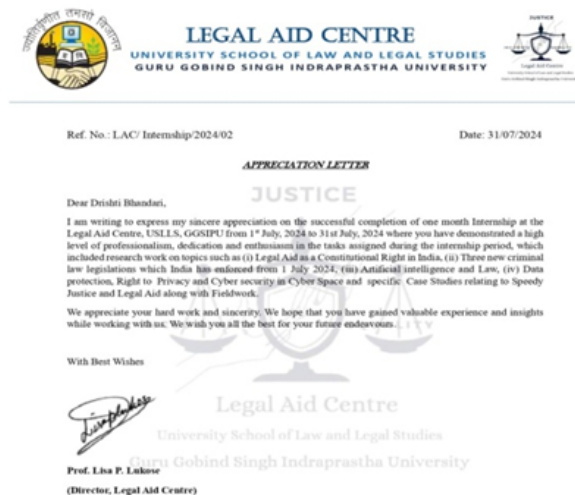 ज्योतिर्वृणीत तमसो विजानन
LEGAL AID CENTRE
UNIVERSITY SCHOOL OF LAW AND LEGAL STUDIES
GURU GOBIND SINGH INDRAPRASTHA UNIVERSITY
JUSTICE
Legal Aid Centre
Ref. No.: LAC/ Internship/2024/02 Date: 31/07/2024
APPRECIATION LETTER
Dear Drishti Bhandari,
JUSTICE
I am writing to express my sincere appreciation on the successful completion of one month Internship at the
Legal Aid Centre, USLLS, GGSIPU from 1st July, 2024 to 31st July, 2024 where you have demonstrated a high
level of professionalism, dedication and enthusiasm in the tasks assigned during the internship period, which
included research work on topics such as (i) Legal Aid as a Constitutional Right in India, (ii) Three new criminal
law legislations which India has enforced from 1 July 2024, (iii) Artificial intelligence and Law, (iv) Data
protection, Right to Privacy and Cyber security in Cyber Space and specific Case Studies relating to Speedy
Justice and Legal Aid along with Fieldwork.
We appreciate your hard work and sincerity. We hope that you have gained valuable experience and insights
while working with us. We wish you all the best for your future endeavours.
With Best Wishes
Legal Aid Centre
University School of Law and Legal Studies
Guru Gobind Singh Indraprastha University
Prof. Lisa P. Lukose
(Director, Legal Aid Centre)